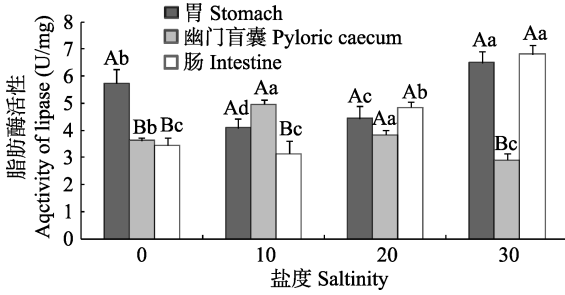 脂肪酶活性
Aqctivity of lipase (U/mg)
8
7
6
5
4
3
2
1
0
胃 Stomach
幽门盲囊 Pyloric caecum
肠 Intestine
Ab
Bb
Bc
Ad
Aa
Bc
Ac
Aa
Ab
Aa
Bc
Aa
0
10
20
30
盐度 Saltinity